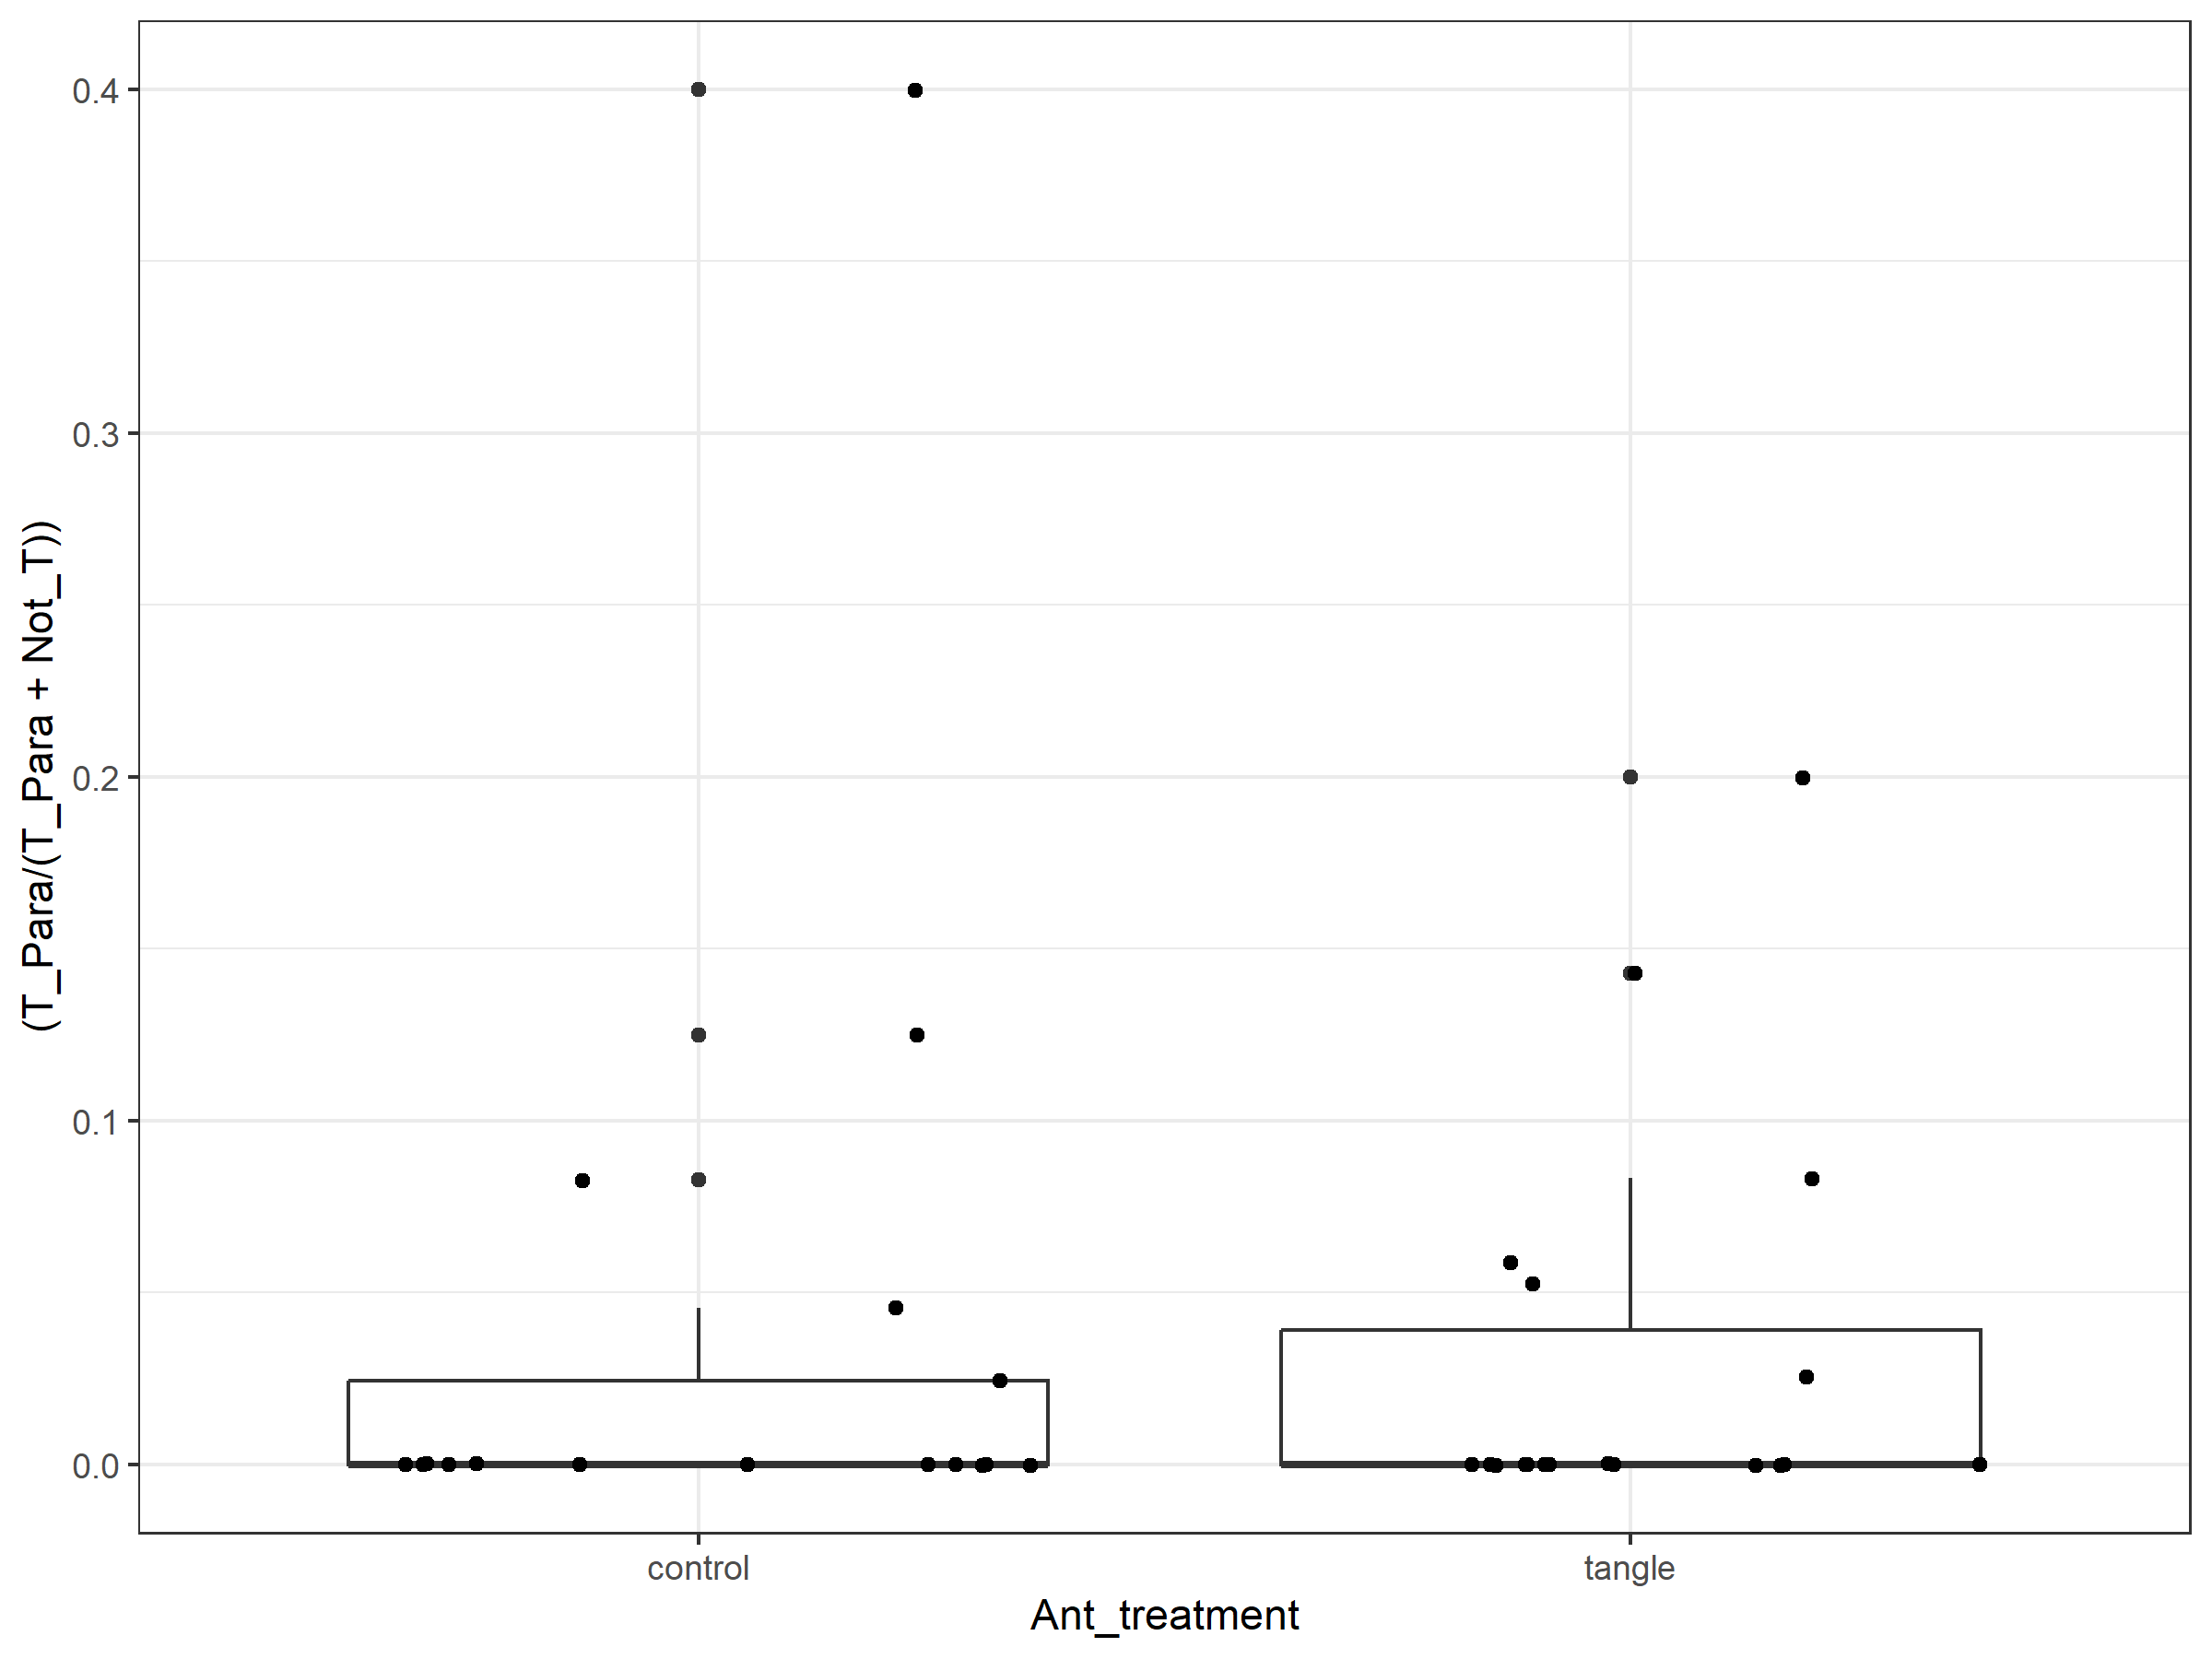 (T_Para/(T_Para + Not_T))
0.4
0.3
0.2
0.1
0.0
control tangle
Ant_treatment